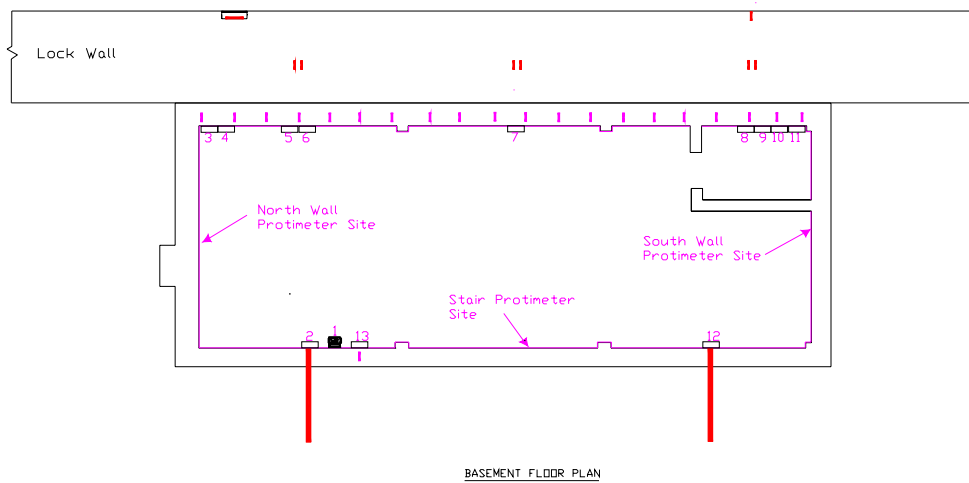 Lock Wall
3 4 5 6 7 8 9 10 11
North Wall
Protimeter Site
South Wall
Protimeter Site
Stair Protimeter
Site
2 1 13 12
BASEMENT FLOOR PLAN